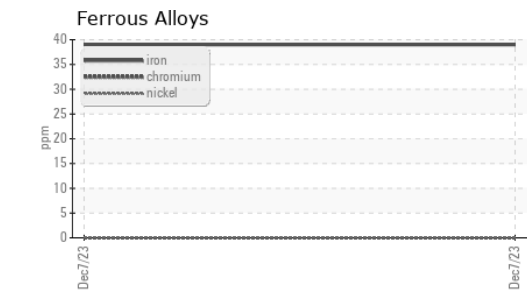 Ferrous Alloys
40
35
30
25
20
15
10
5
0
ppm
iron
chromium
nickel
Dec7/23
Dec7/23